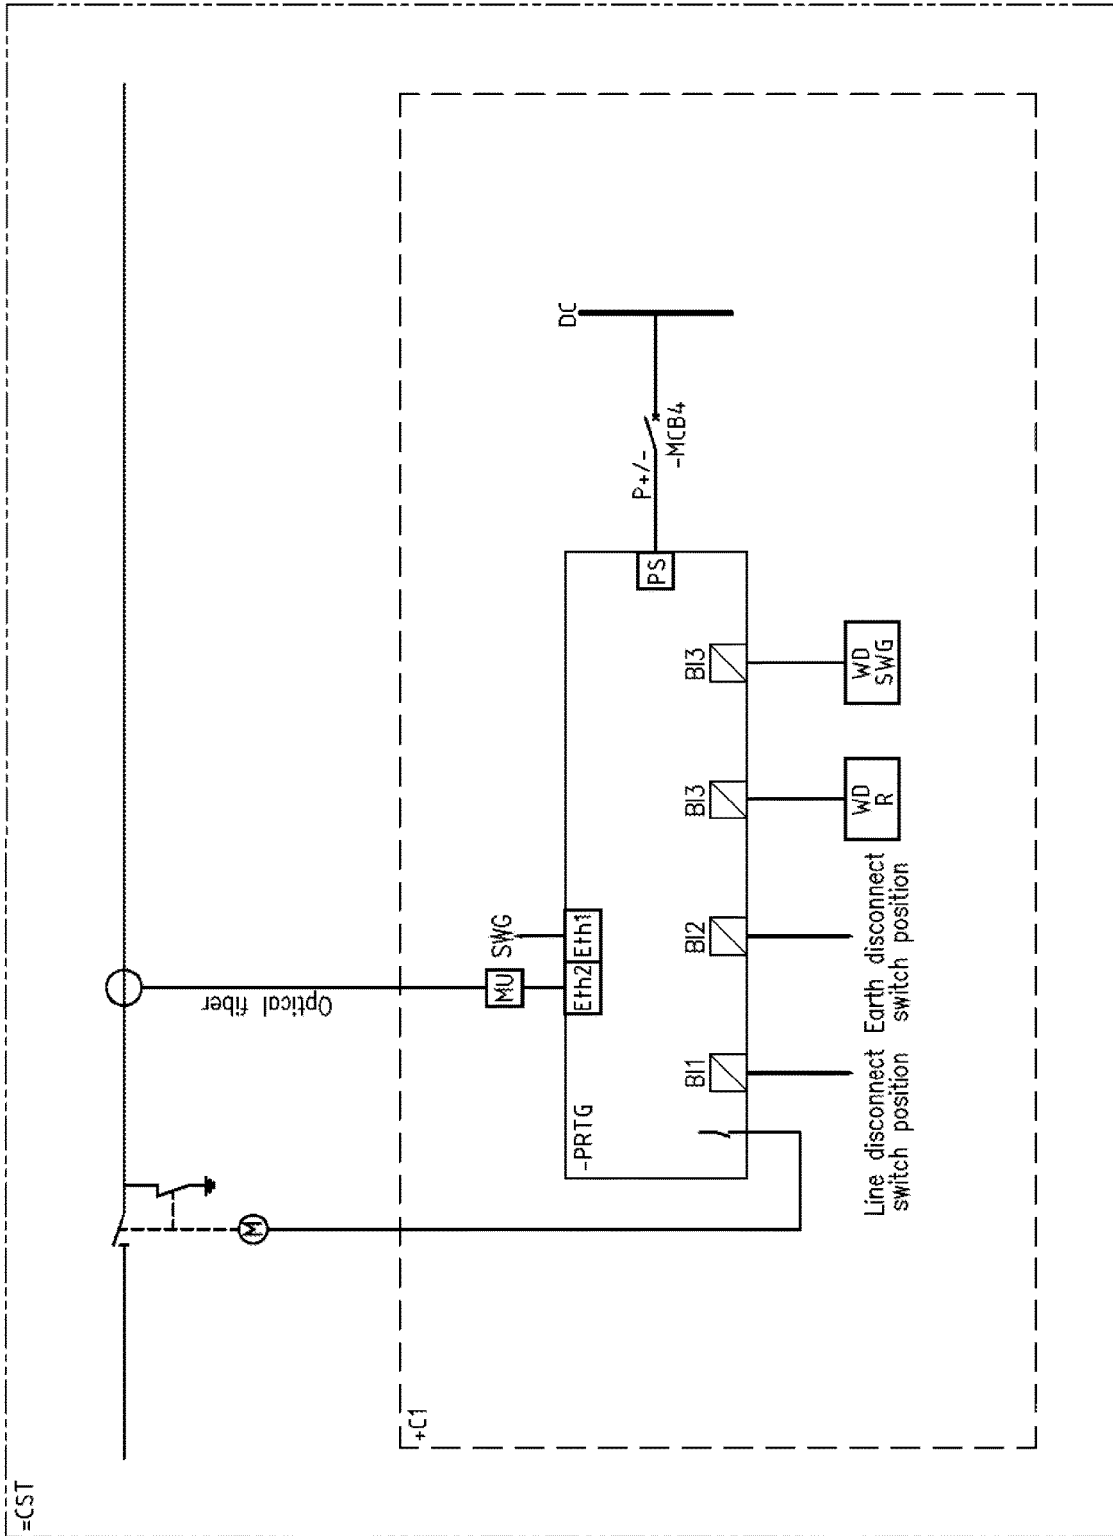 =CST
+C1
M
Optical fiber
MU
SWG
Eth2
Eth1
-PRTG
BI1
BI2
BI3
BI3
PS
P+/-
-MCB4
DC
Line disconnect
switch position
Earth disconnect
switch position
WD
R
WD
SWG